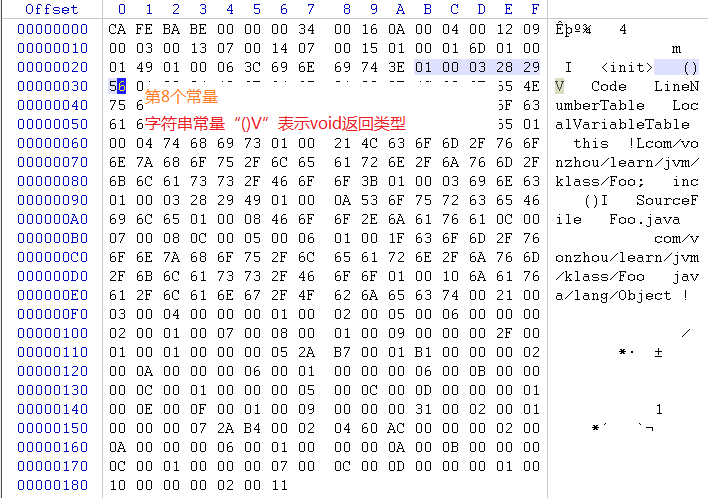 Offset 0 1 2 3 4 5 6 7 8 9 A B C D E F
00000000 CA FE BA BE 00 00 00 34 00 16 0A 00 04 00 12 09 Êþº¾ 4
00000010 00 03 00 13 07 00 14 07 00 15 01 00 01 6D 01 00 m
00000020 01 49 01 00 06 3C 69 6E 69 74 3E 01 00 03 28 29 I <init> ()
00000030 56 0 65 4E V Code LineN
第8个常量
00000040 75 6 6F 63 umberTable Loc
字符串常量“()V”表示void返回类型
00000050 61 6 65 01 alVariableTable
00000060 00 04 74 68 69 73 01 00 21 4C 63 6F 6D 2F 76 6F this !Lcom/vo
00000070 6E 7A 68 6F 75 2F 6C 65 61 72 6E 2F 6A 76 6D 2F nzhou/learn/jvm/
00000080 6B 6C 61 73 73 2F 46 6F 6F 3B 01 00 03 69 6E 63 klass/Foo; inc
00000090 01 00 03 28 29 49 01 00 0A 53 6F 75 72 63 65 46 ()I SourceF
000000A0 69 6C 65 01 00 08 46 6F 6F 2E 6A 61 76 61 0C 00 ile Foo.java
000000B0 07 00 08 0C 00 05 00 06 01 00 1F 63 6F 6D 2F 76 com/v
000000C0 6F 6E 7A 68 6F 75 2F 6C 65 61 72 6E 2F 6A 76 6D onzhou/learn/jvm
000000D0 2F 6B 6C 61 73 73 2F 46 6F 6F 01 00 10 6A 61 76 /klass/Foo jav
000000E0 61 2F 6C 61 6E 67 2F 4F 62 6A 65 63 74 00 21 00 a/lang/Object !
000000F0 03 00 04 00 00 00 01 00 02 00 05 00 06 00 00 00
00000100 02 00 01 00 07 00 08 00 01 00 09 00 00 00 2F 00 /
00000110 01 00 01 00 00 00 05 2A B7 00 01 B1 00 00 00 02 *· ±
00000120 00 0A 00 00 00 06 00 01 00 00 00 06 00 0B 00 00
00000130 00 0C 00 01 00 00 00 05 00 0C 00 0D 00 00 00 01
00000140 00 0E 00 0F 00 01 00 09 00 00 00 31 00 02 00 01 1
00000150 00 00 00 07 2A B4 00 02 04 60 AC 00 00 00 02 00 *´ `¬
00000160 0A 00 00 00 06 00 01 00 00 00 0A 00 0B 00 00 00
00000170 0C 00 01 00 00 00 07 00 0C 00 0D 00 00 00 01 00
00000180 10 00 00 00 02 00 11